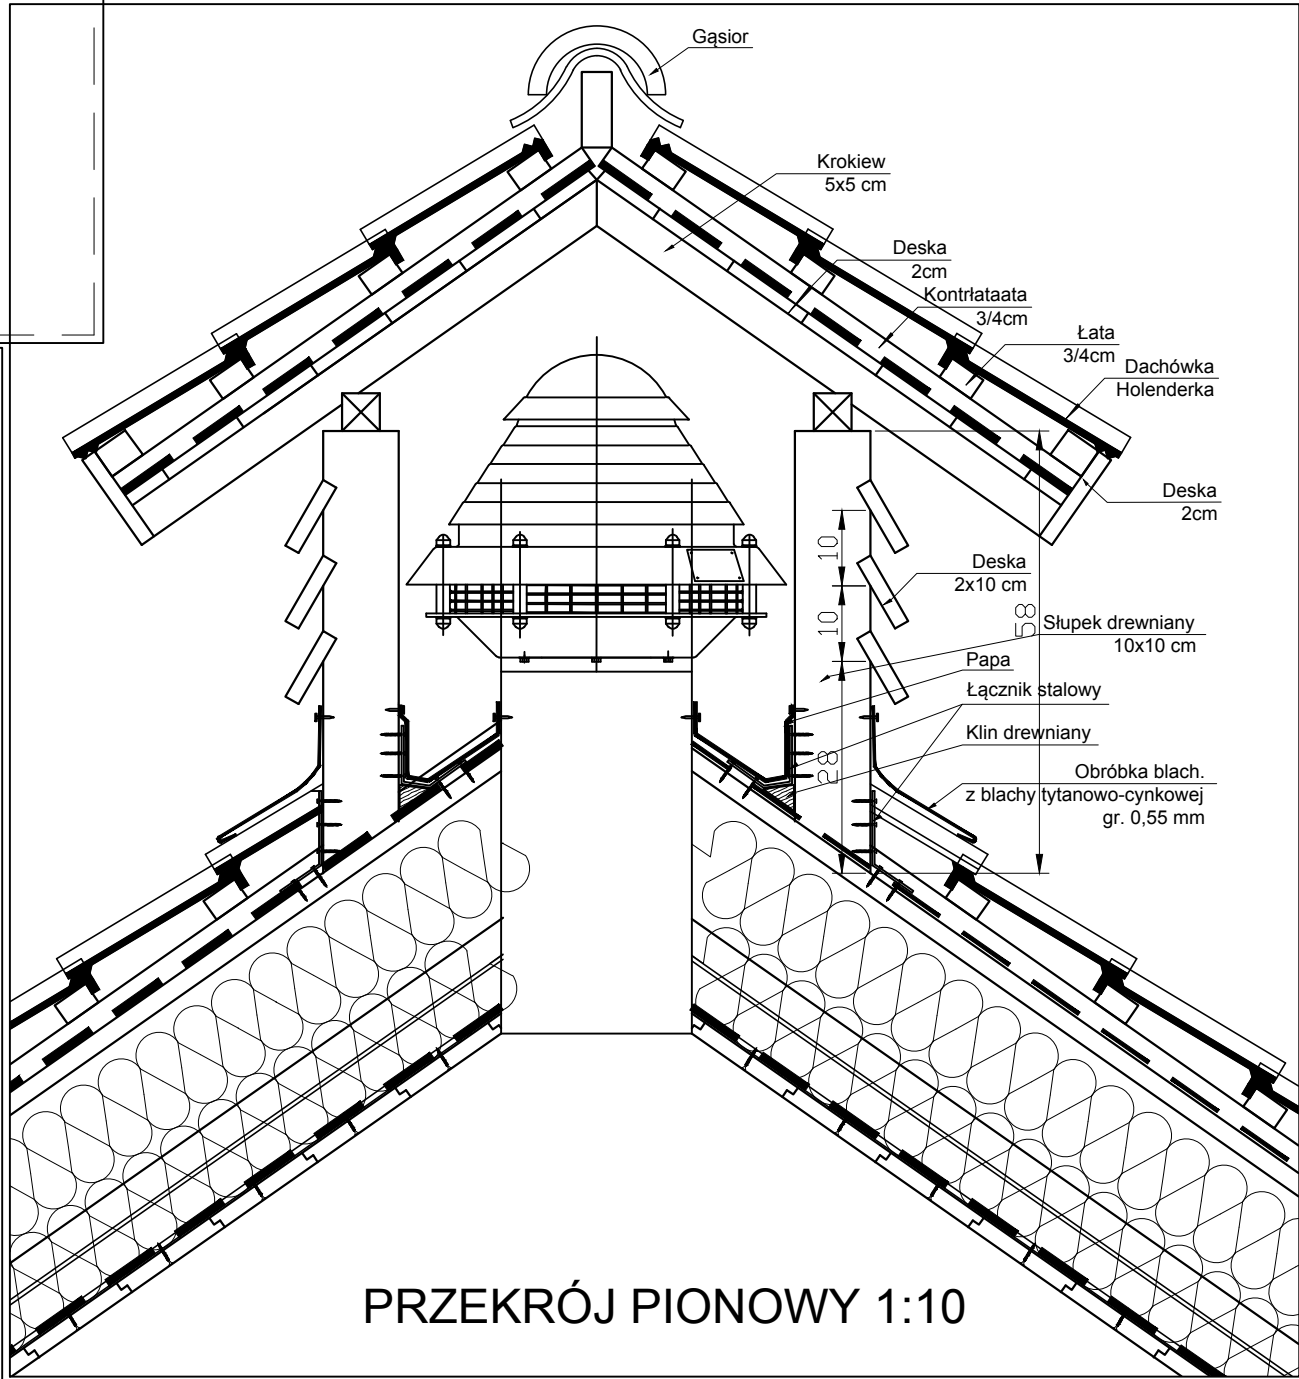 Gąsior
Krokiew
5x5 cm
Deska
2cm
Kontrłataata
3/4cm
Łata
3/4cm
Dachówka
Holenderka
Deska
2cm
10
Deska
2x10 cm
10
58
Słupek drewniany
10x10 cm
Papa
Łącznik stalowy
Klin drewniany
28
Obróbka blach.
z blachy tytanowo-cynkowej
gr. 0,55 mm
PRZEKRÓJ PIONOWY 1:10